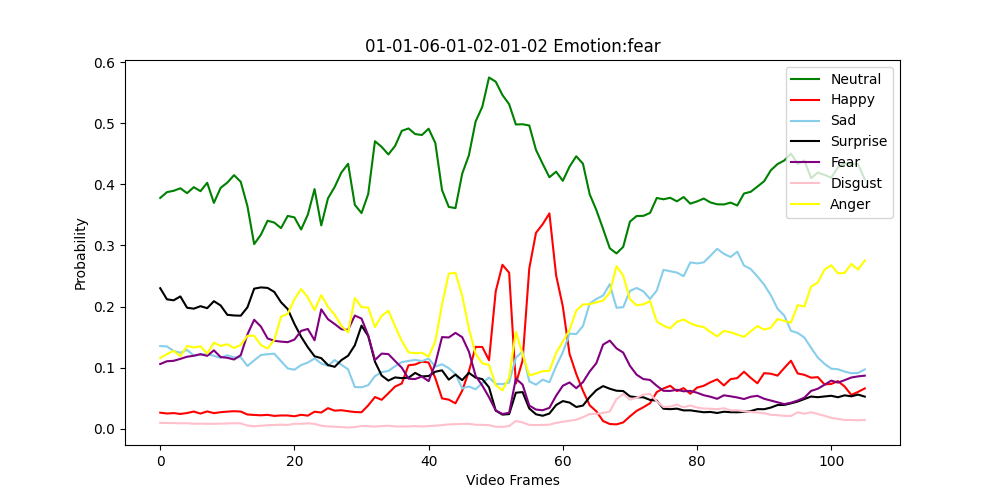 01-01-06-01-02-01-02 Emotion:fear
Probability
0.6
0.5
0.4
0.3
0.2
0.1
0.0
0
20
40
60
80
100
Video Frames
Neutral
Happy
Sad
Surprise
Fear
Disgust
Anger